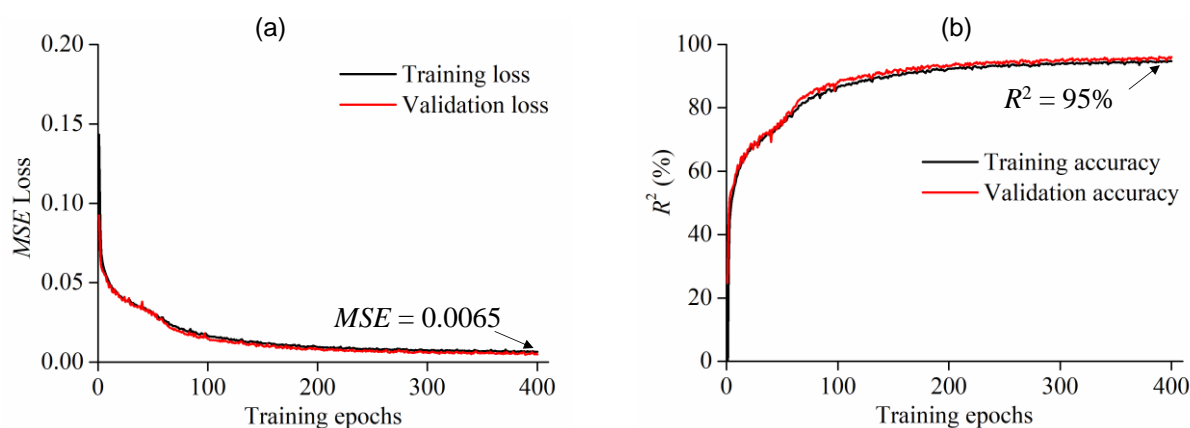 (a)
0.20
0.15
0.10
0.05
0.00
MSE Loss
Training loss
Validation loss
MSE = 0.0065
0 100 200 300 400
Training epochs
(b)
100
80
60
40
20
0
R² (%)
R² = 95%
Training accuracy
Validation accuracy
0 100 200 300 400
Training epochs